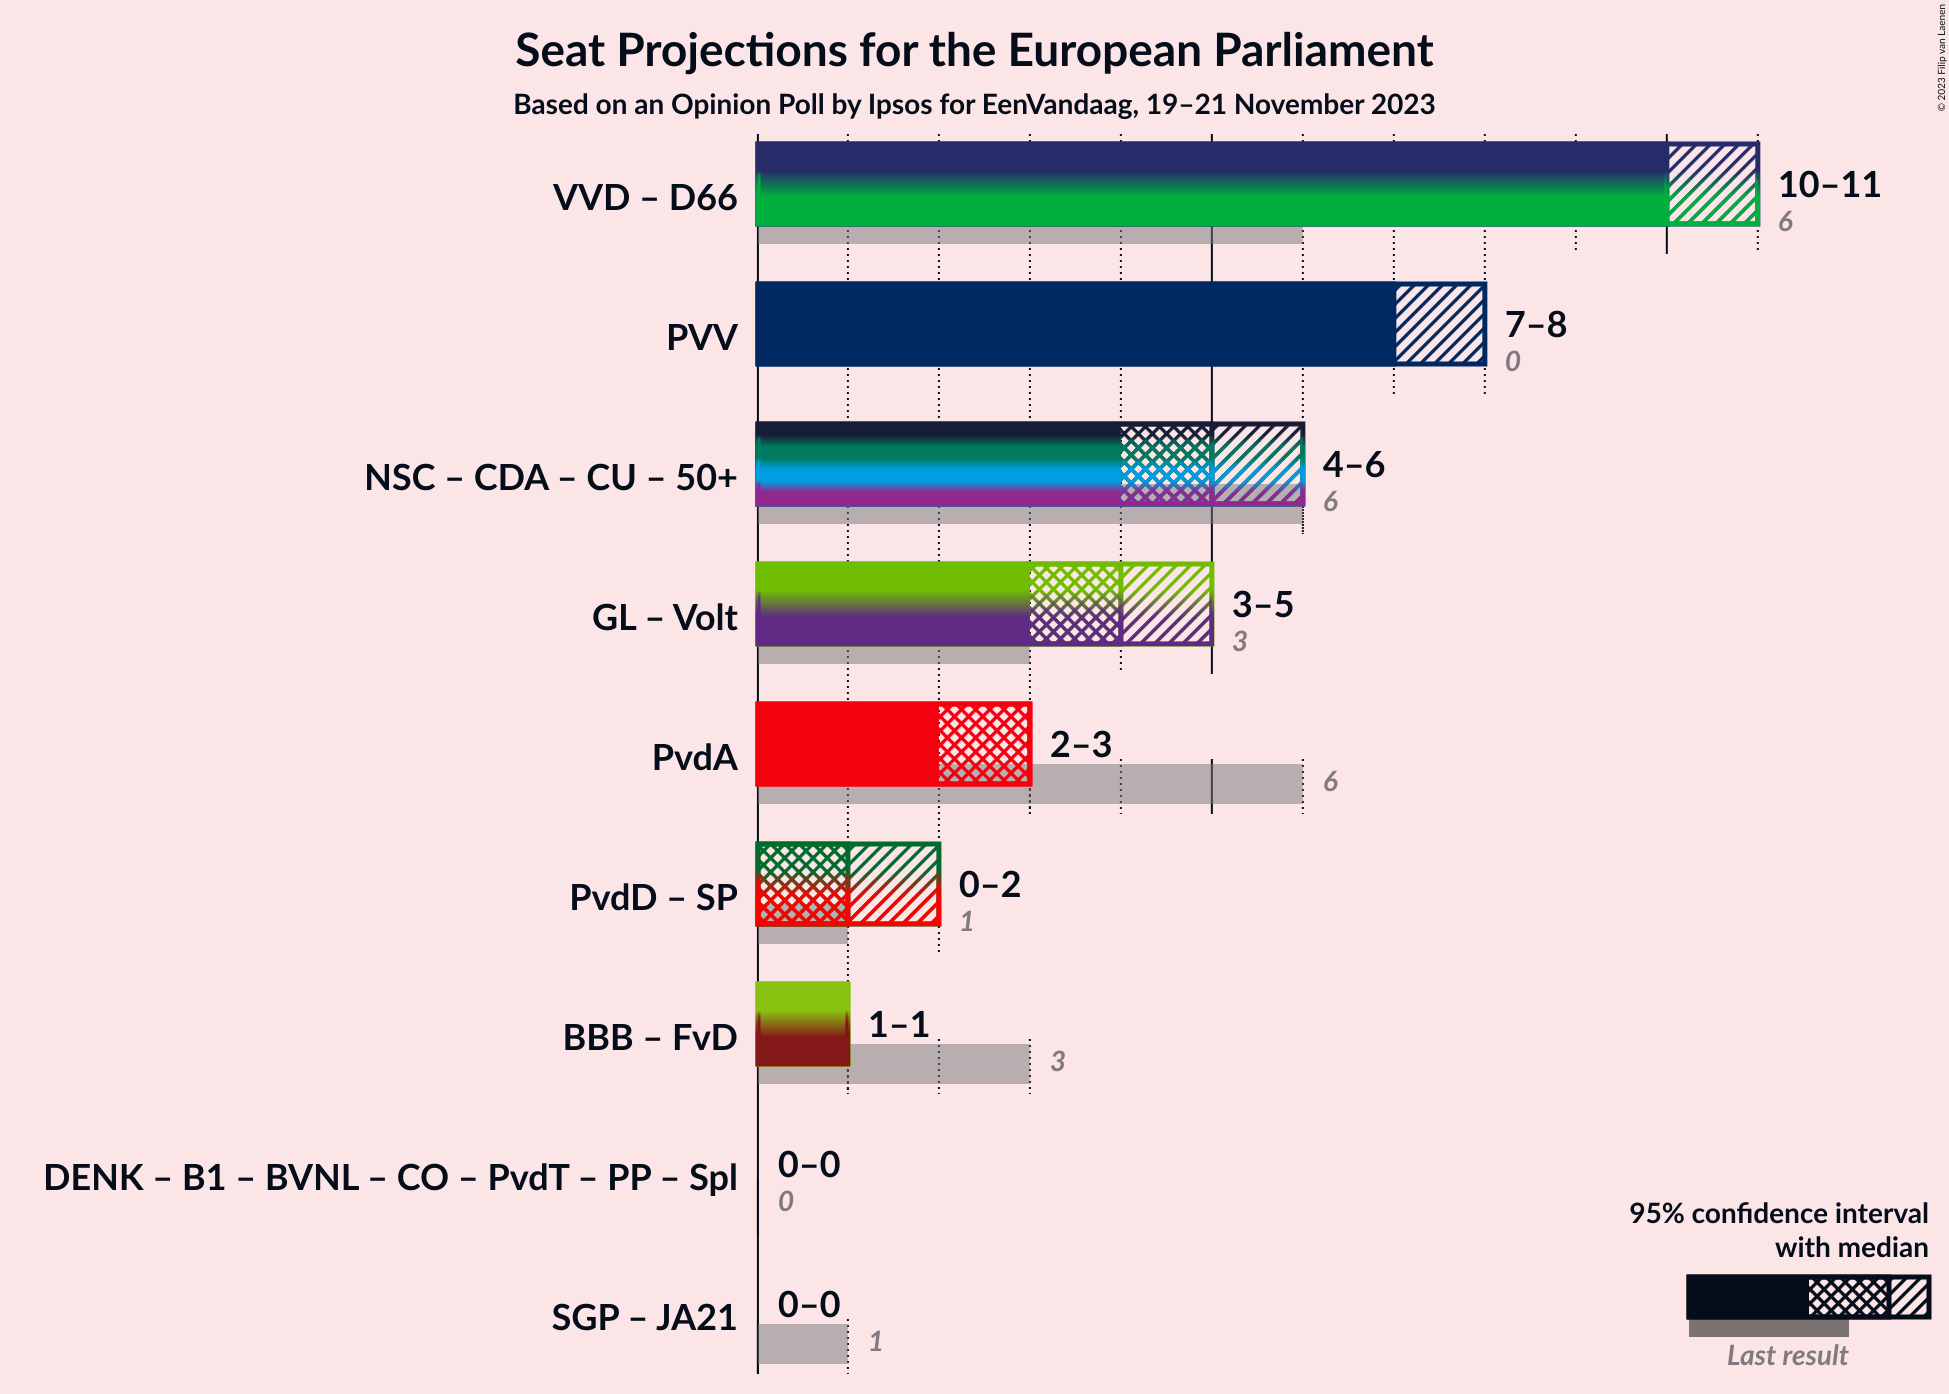 Seat Projections for the European Parliament
Based on an Opinion Poll by Ipsos for EenVandaag, 19–21 November 2023
© 2023 Filip van Laenen
VVD – D66
10–11
6
PVV
7–8
0
NSC – CDA – CU – 50+
4–6
6
GL – Volt
3–5
3
PvdA
2–3
6
PvdD – SP
0–2
1
BBB – FvD
1–1
3
DENK – B1 – BVNL – CO – PvdT – PP – Spl
0–0
0
SGP – JA21
0–0
1
95% confidence interval
with median
Last result